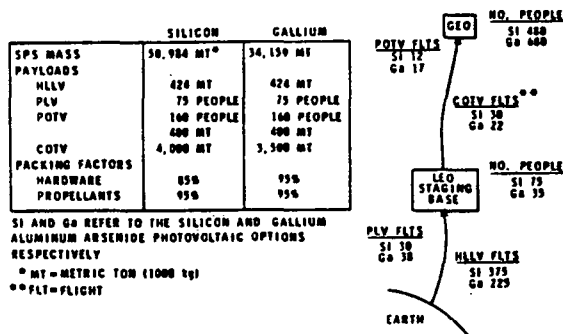 SILICON GALLIUM
SPS MASS 50,984 MT* 34,159 MT
PAYLOADS
HLLV 424 MT 424 MT
PLV 75 PEOPLE 75 PEOPLE
POTV 160 PEOPLE 160 PEOPLE
400 MT 400 MT
COTV 4,000 MT 3,500 MT
PACKING FACTORS
HARDWARE 85% 95%
PROPELLANTS 95% 95%
SI AND Ga REFER TO THE SILICON AND GALLIUM
ALUMINUM ARSENIDE PHOTOVOLTAIC OPTIONS
RESPECTIVELY
* MT = METRIC TON (1000 kg)
** FLT = FLIGHT
GEO
NO. PEOPLE
SI 480
Ga 680
POTV FLTS
SI 12
Ga 17
COTV FLTS**
SI 30
Ga 22
LEO
STAGING
BASE
NO. PEOPLE
SI 75
Ga 35
PLV FLTS
SI 30
Ga 38
HLLV FLTS
SI 375
Ga 225
EARTH